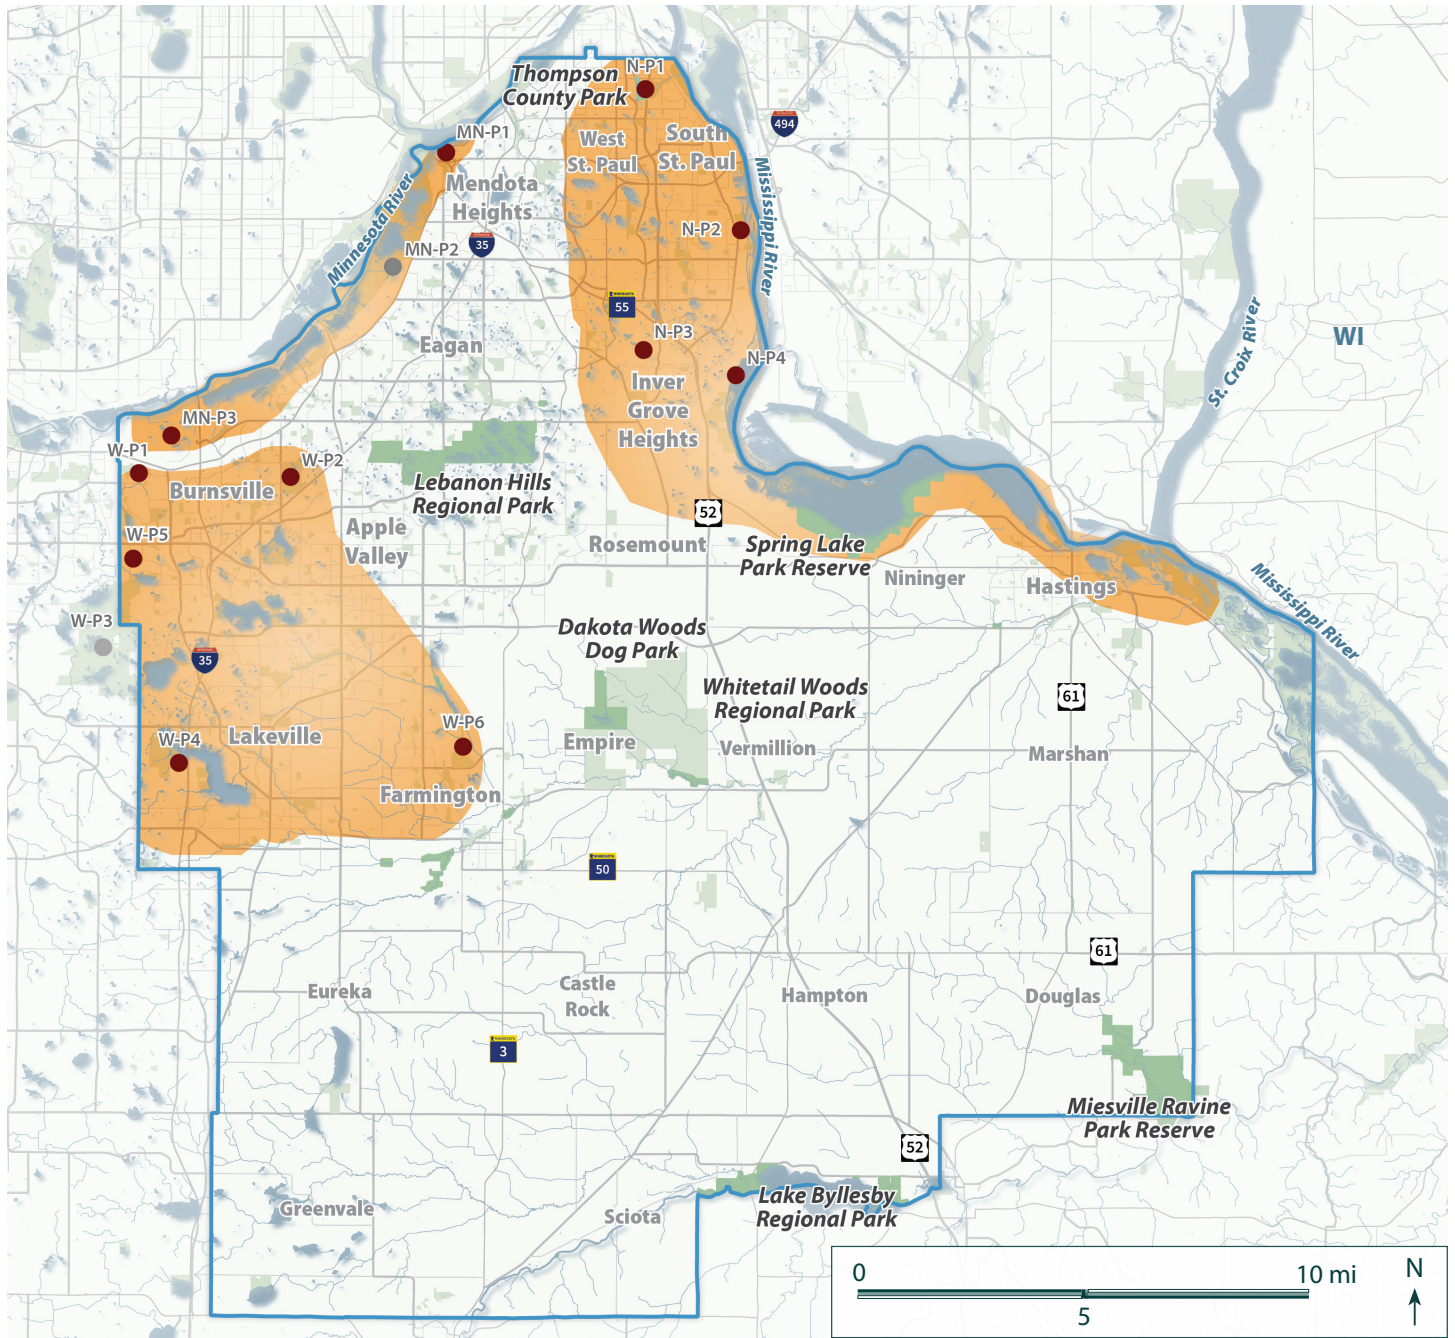 Thompson
County Park
N-P1
494
MN-P1
West
St. Paul
South
St. Paul
Mendota
Heights
Minnesota River
Mississippi River
N-P2
35
MN-P2
MINNESOTA
55
St. Croix River
WI
Eagan
N-P3
N-P4
Inver
Grove
Heights
MN-P3
W-P1
W-P2
Burnsville
Lebanon Hills
Regional Park
52
Apple
Valley
W-P5
Rosemount
Spring Lake
Park Reserve
Nininger
Hastings
Mississippi River
W-P3
Dakota Woods
Dog Park
35
Whitetail Woods
Regional Park
61
W-P6
W-P4
Lakeville
Empire
Vermillion
Marshan
Farmington
MINNESOTA
50
61
Eureka
Castle
Rock
Hampton
Douglas
MINNESOTA
3
Miesville Ravine
Park Reserve
52
Greenvale
Sciota
Lake Byllesby
Regional Park
0
10 mi
5
N